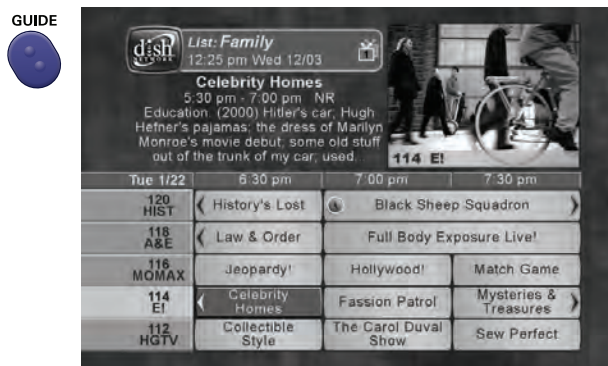 GUIDE
dish
NETWORK
List: Family
12:25 pm Wed 12/03
Celebrity Homes
5:30 pm - 7:00 pm NR
Education. (2000) Hitler's car, Hugh
Hefner's pajamas; the dress of Marilyn
Monroe's movie debut; some old stuff
out of the trunk of my car, used.
114 E!
Tue 1/22 6:30 pm 7:00 pm 7:30 pm
120 HIST History's Lost Black Sheep Squadron
118 A&E Law & Order Full Body Exposure Live!
116 MOMAX Jeopardy! Hollywood! Match Game
114 E! Celebrity Homes Fassion Patrol Mysteries & Treasures
112 HGTV Collectible Style The Carol Duval Show Sew Perfect